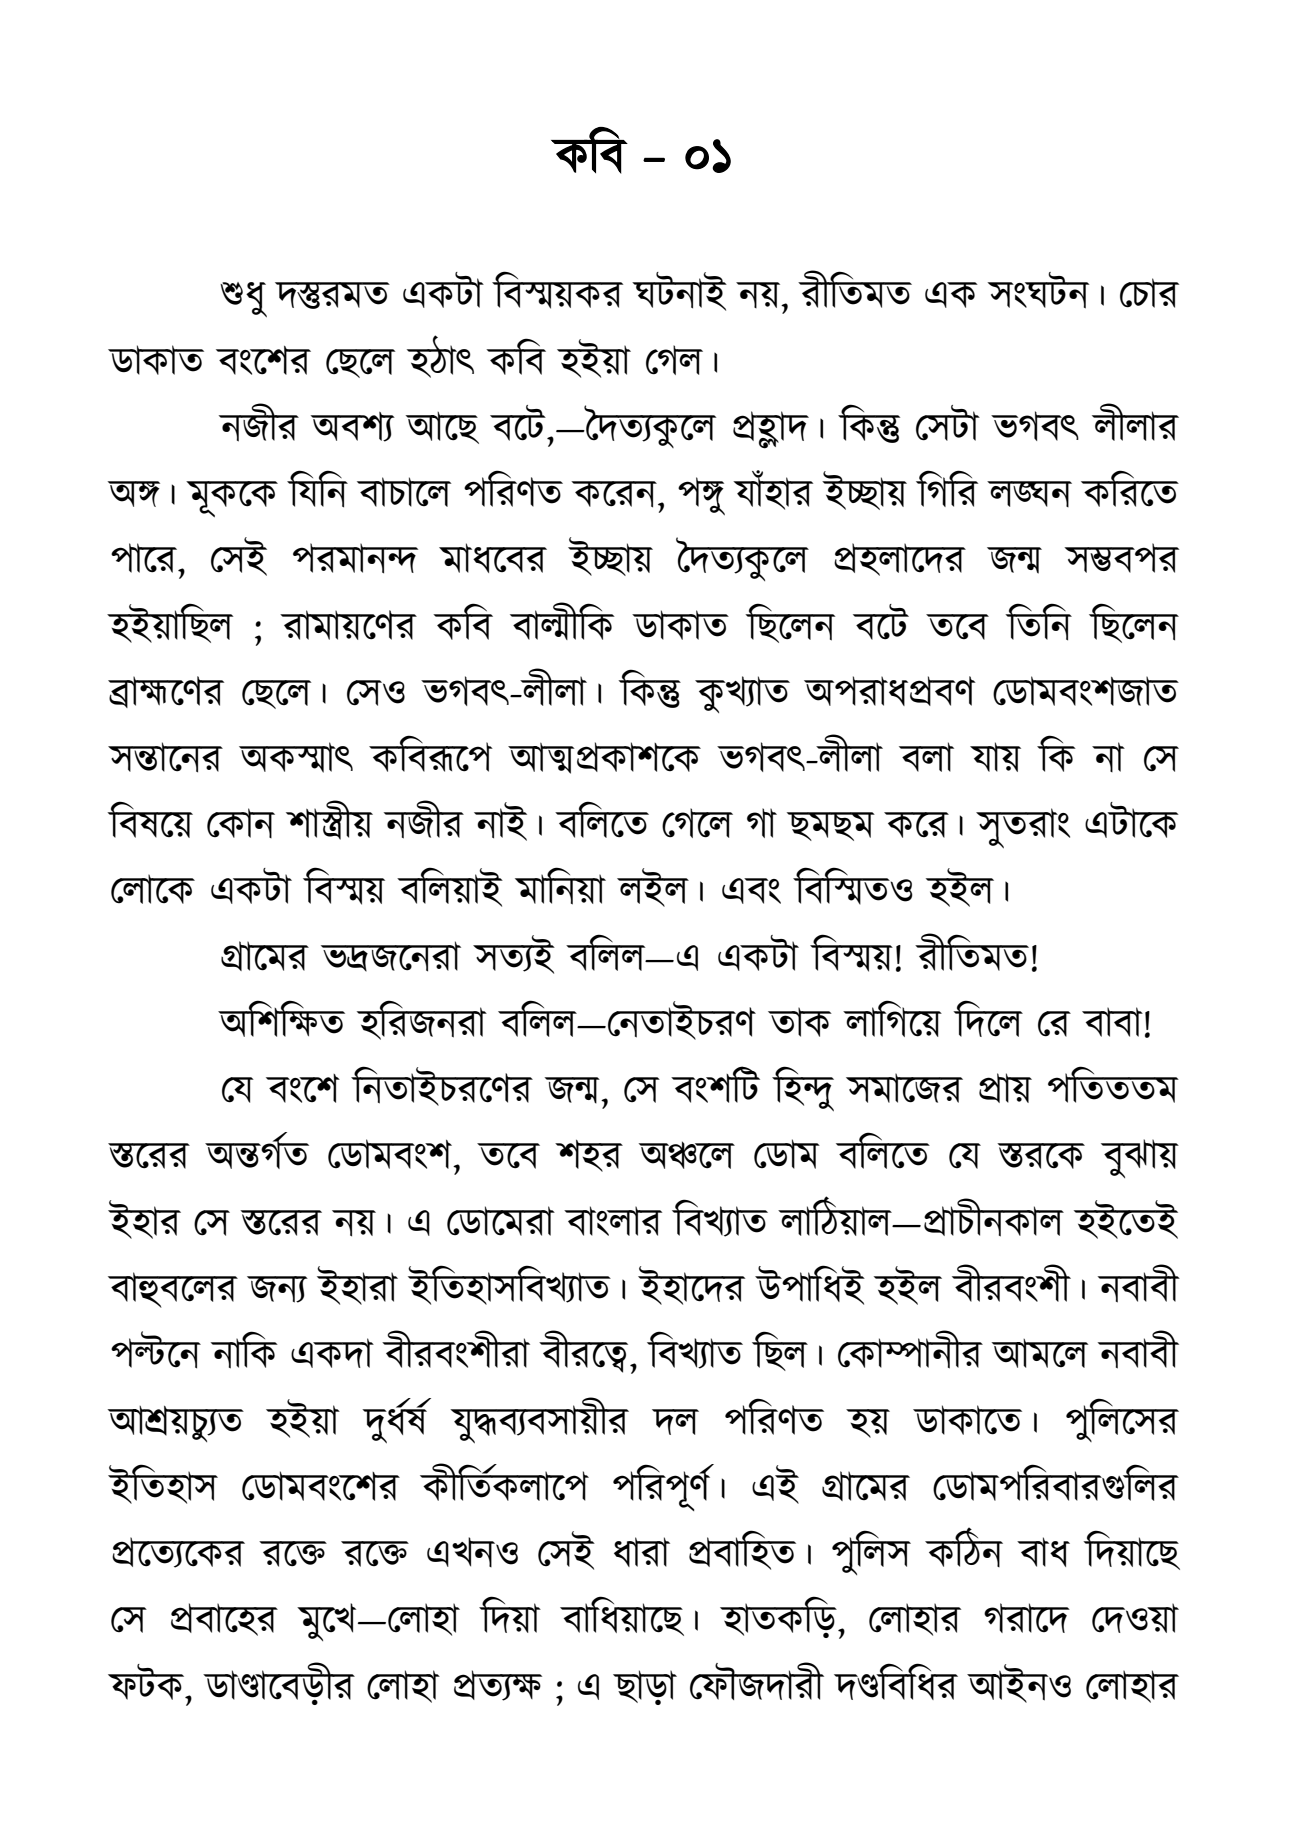 কবি – ০১
শুধু দস্তুরমত একটা বিস্ময়কর ঘটনাই নয়, রীতিমত এক সংঘটন। চোর
ডাকাত বংশের ছেলে হঠাৎ কবি হইয়া গেল।
নজীর অবশ্য আছে বটে,—দৈত্যকুলে প্রহ্লাদ। কিন্তু সেটা ভগবৎ লীলার
অঙ্গ। মূককে যিনি বাচালে পরিণত করেন, পঙ্গু যাঁহার ইচ্ছায় গিরি লঙ্ঘন করিতে
পারে, সেই পরমানন্দ মাধবের ইচ্ছায় দৈত্যকুলে প্রহলাদের জন্ম সম্ভবপর
হইয়াছিল ; রামায়ণের কবি বাল্মীকি ডাকাত ছিলেন বটে তবে তিনি ছিলেন
ব্রাহ্মণের ছেলে। সেও ভগবৎ-লীলা। কিন্তু কুখ্যাত অপরাধপ্রবণ ডোমবংশজাত
সন্তানের অকস্মাৎ কবিরূপে আত্মপ্রকাশকে ভগবৎ-লীলা বলা যায় কি না সে
বিষয়ে কোন শাস্ত্রীয় নজীর নাই। বলিতে গেলে গা ছমছম করে। সুতরাং এটাকে
লোকে একটা বিস্ময় বলিয়াই মানিয়া লইল। এবং বিস্মিতও হইল।
গ্রামের ভদ্রজনেরা সত্যই বলিল—এ একটা বিস্ময়! রীতিমত!
অশিক্ষিত হরিজনরা বলিল—নেতাইচরণ তাক লাগিয়ে দিলে রে বাবা!
যে বংশে নিতাইচরণের জন্ম, সে বংশটি হিন্দু সমাজের প্রায় পতিততম
স্তরের অন্তর্গত ডোমবংশ, তবে শহর অঞ্চলে ডোম বলিতে যে স্তরকে বুঝায়
ইহার সে স্তরের নয়। এ ডোমেরা বাংলার বিখ্যাত লাঠিয়াল—প্রাচীনকাল হইতেই
বাহুবলের জন্য ইহারা ইতিহাসবিখ্যাত। ইহাদের উপাধিই হইল বীরবংশী। নবাবী
পল্টনে নাকি একদা বীরবংশীরা বীরত্বে, বিখ্যাত ছিল। কোম্পানীর আমলে নবাবী
আশ্রয়চ্যুত হইয়া দুর্ধর্ষ যুদ্ধব্যবসায়ীর দল পরিণত হয় ডাকাতে। পুলিসের
ইতিহাস ডোমবংশের কীর্তিকলাপে পরিপূর্ণ। এই গ্রামের ডোমপরিবারগুলির
প্রত্যেকের রক্তে রক্তে এখনও সেই ধারা প্রবাহিত। পুলিস কঠিন বাধ দিয়াছে
সে প্রবাহের মুখে—লোহা দিয়া বাধিয়াছে। হাতকড়ি, লোহার গরাদে দেওয়া
ফটক, ডাণ্ডাবেড়ীর লোহা প্রত্যক্ষ ; এ ছাড়া ফৌজদারী দণ্ডবিধির আইনও লোহার